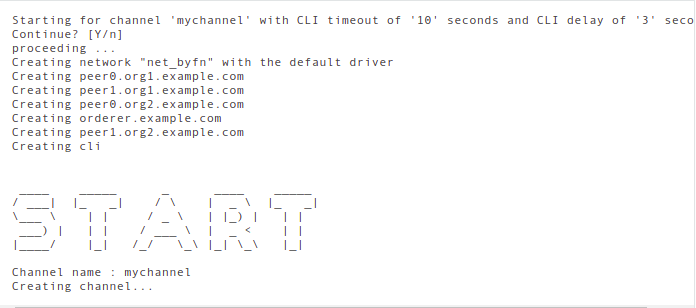 Starting for channel 'mychannel' with CLI timeout of '10' seconds and CLI delay of '3' seco
Continue? [Y/n]
proceeding ...
Creating network "net_byfn" with the default driver
Creating peer0.org1.example.com
Creating peer1.org1.example.com
Creating peer0.org2.example.com
Creating orderer.example.com
Creating peer1.org2.example.com
Creating cli
START
Channel name : mychannel
Creating channel...